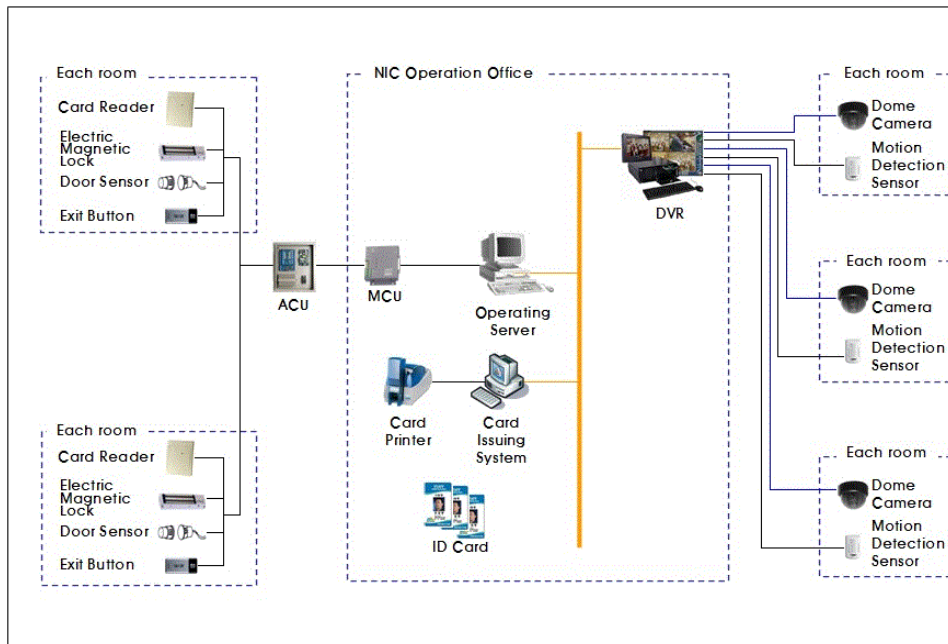 Each room
Card Reader
Electric
Magnetic
Lock
Door Sensor
Exit Button
ACU
Each room
Card Reader
Electric
Magnetic
Lock
Door Sensor
Exit Button
NIC Operation Office
MCU
Operating
Server
Card
Printer
Card
Issuing
System
ID Card
DVR
Each room
Dome
Camera
Motion
Detection
Sensor
Each room
Dome
Camera
Motion
Detection
Sensor
Each room
Dome
Camera
Motion
Detection
Sensor